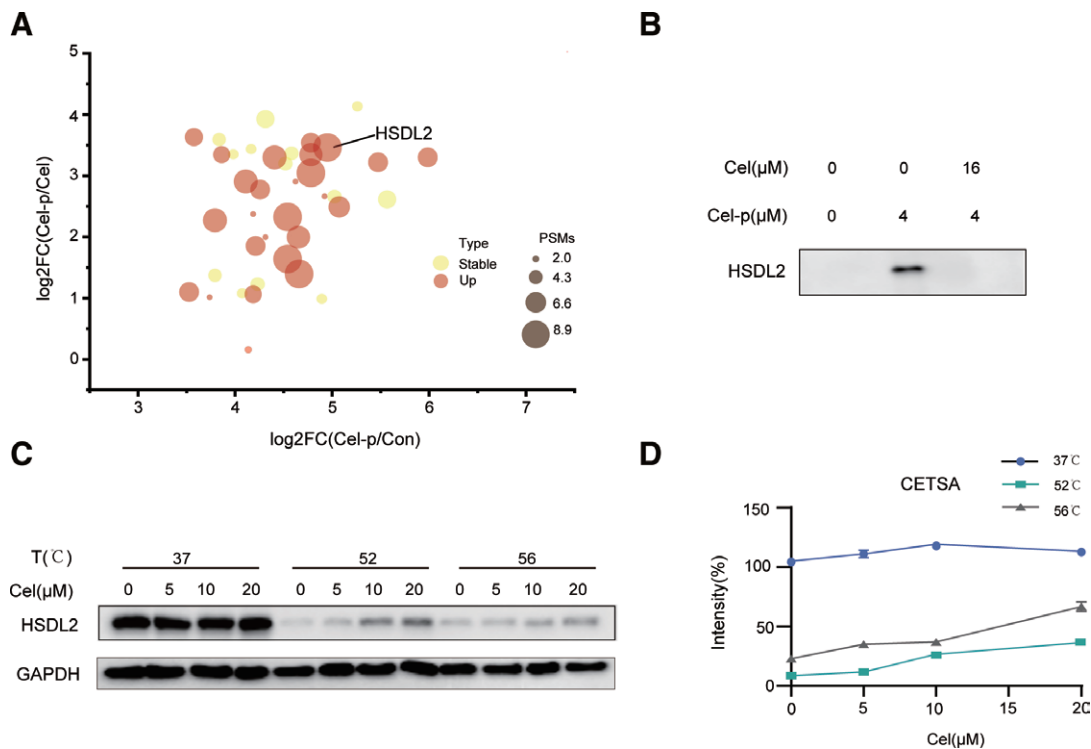 A
5
4
3
2
1
0
log2FC(Cel-p/Cel)
HSDL2
Type
Stable
Up
PSMs
2.0
4.3
6.6
8.9
3 4 5 6 7
log2FC(Cel-p/Con)
B
Cel(μM) 0 0 16
Cel-p(μM) 0 4 4
HSDL2
C
T(℃) 37 52 56
Cel(μM) 0 5 10 20 0 5 10 20 0 5 10 20
HSDL2
GAPDH
D
CETSA
37℃
52℃
56℃
150
100
50
0
Intensity(%)
0 5 10 15 20
Cel(μM)